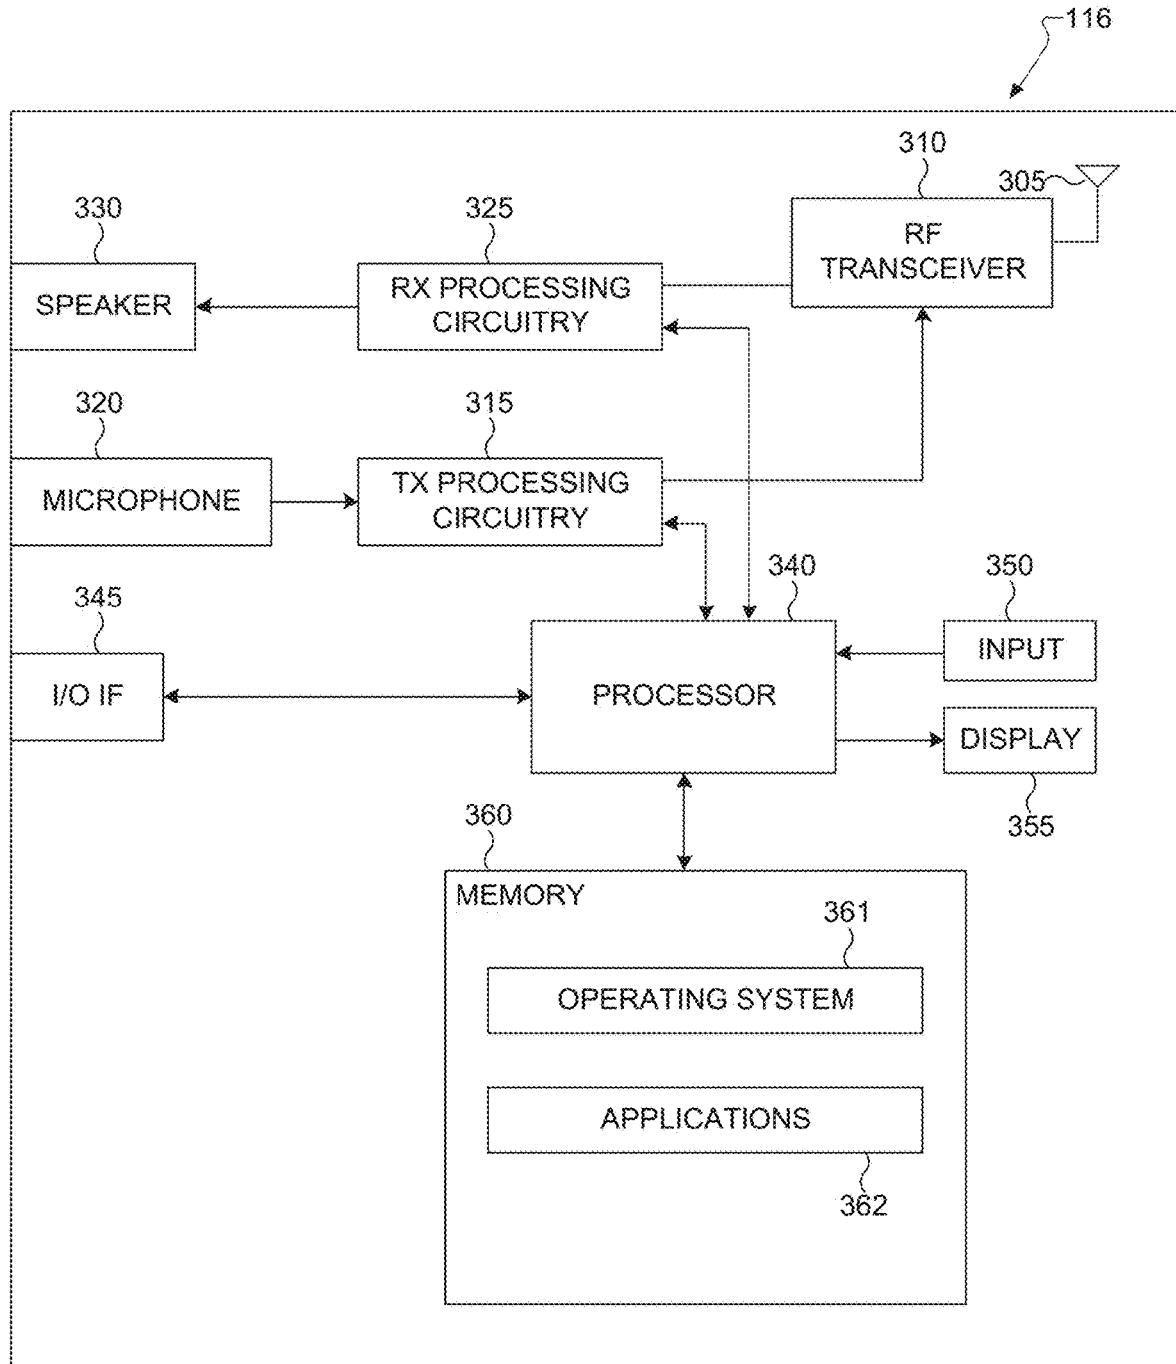 116
310
305
330
325
RF
TRANSCEIVER
SPEAKER
RX PROCESSING
CIRCUITRY
320
315
MICROPHONE
TX PROCESSING
CIRCUITRY
345
340
350
I/O IF
PROCESSOR
INPUT
DISPLAY
355
360
MEMORY
361
OPERATING SYSTEM
APPLICATIONS
362